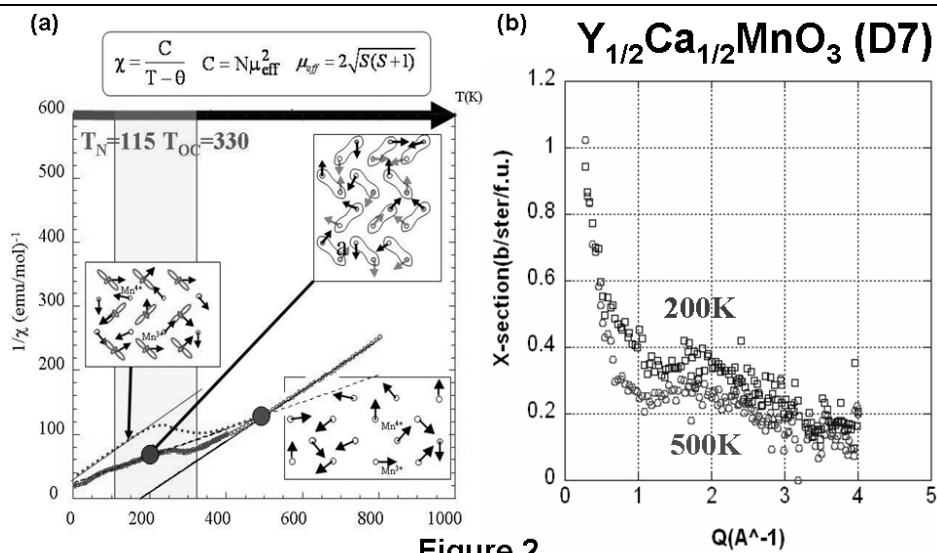 (a)
χ = C / (T − θ) C = Nμ²eff μeff = 2√S(S+1)
T(K)
T_N=115 T_OC=330
600
500
400
300
200
100
0
1/χ (emu/mol)⁻¹
a
Mn⁴⁺
Mn³⁺
Mn⁴⁺
Mn³⁺
0 200 400 600 800 1000
(b)
Y₁/₂Ca₁/₂MnO₃ (D7)
1.2
1
0.8
0.6
0.4
0.2
0
X-section(b/ster/f.u.)
200K
500K
0 1 2 3 4 5
Q(A^-1)
Figure 2